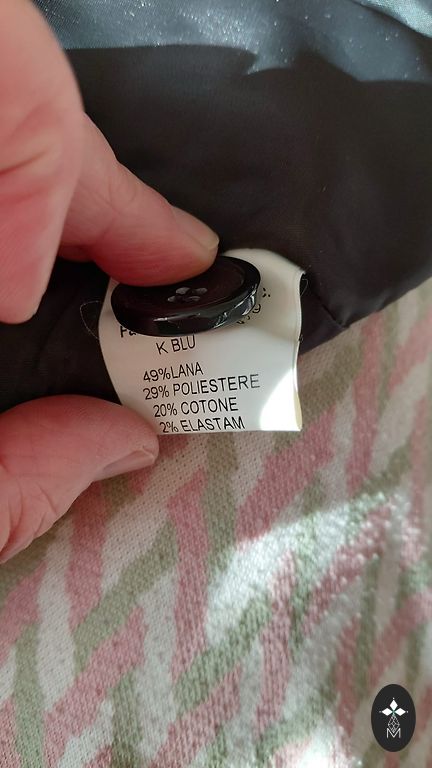 K BLU
49%LANA
29% POLIESTERE
20% COTONE
2% ELASTAM
M